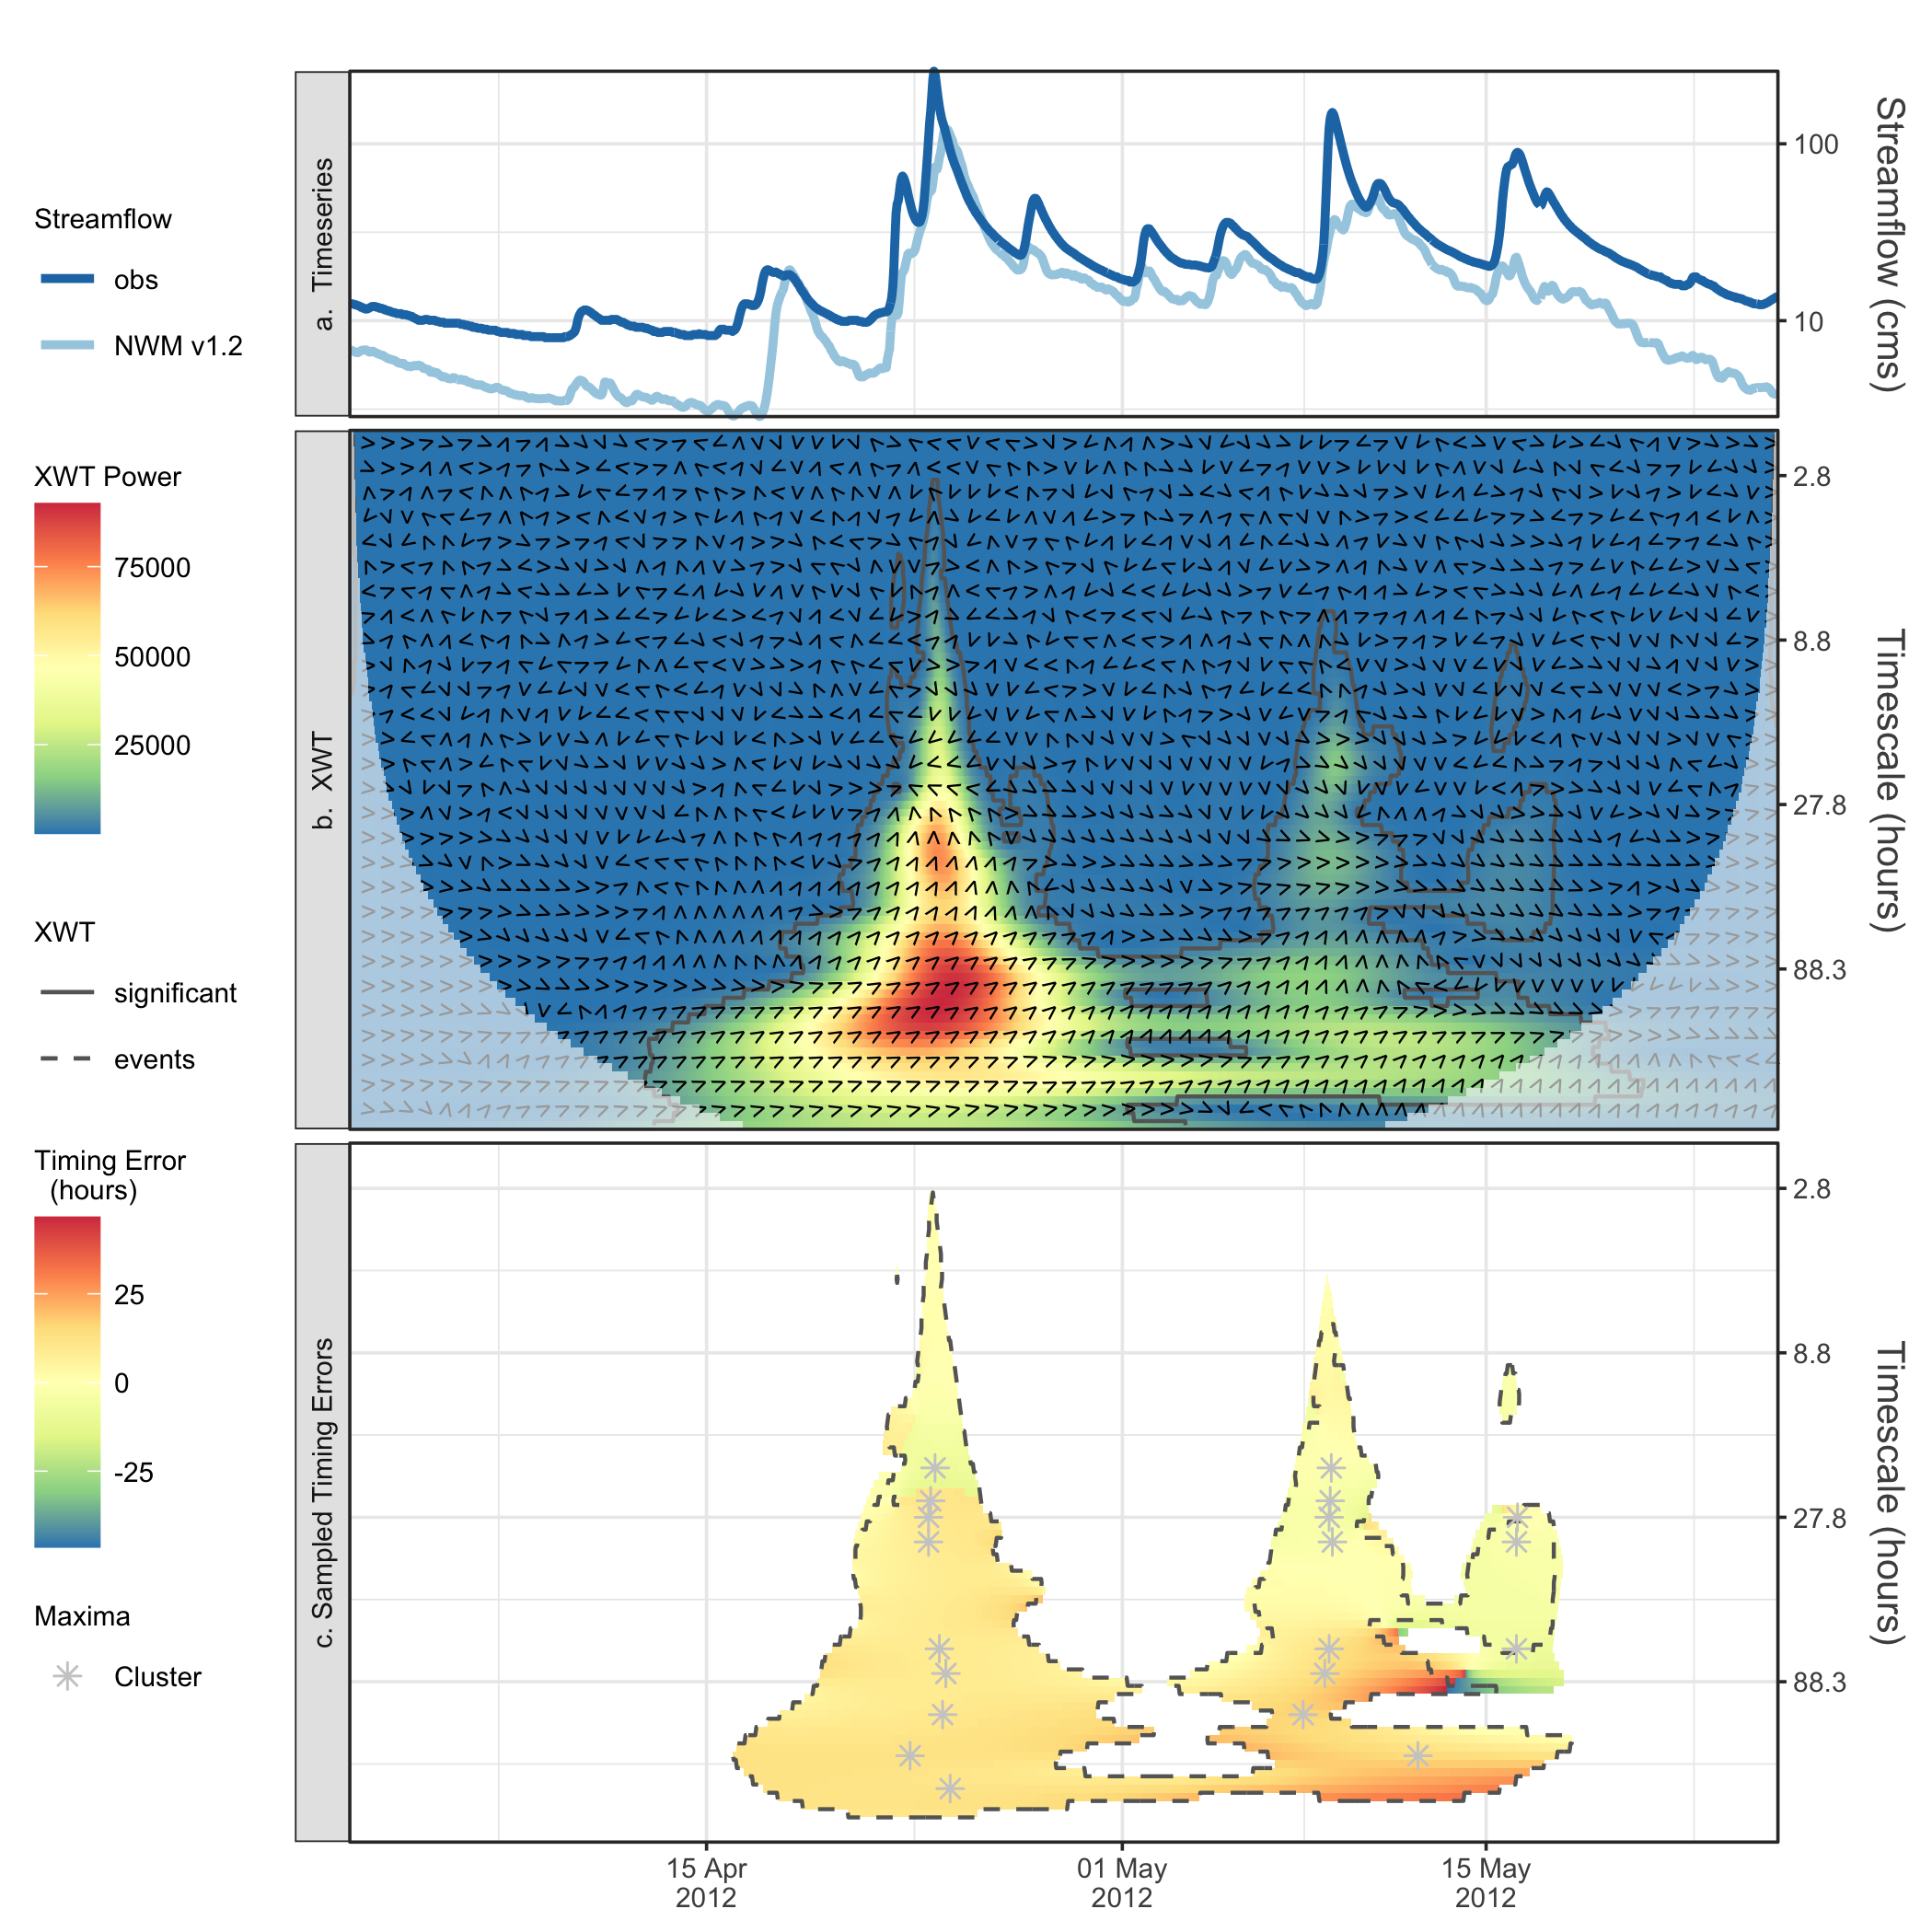 Streamflow
obs
NWM v1.2
XWT Power
75000
50000
25000
XWT
significant
events
Timing Error
(hours)
25
0
-25
Maxima
Cluster
a. Timeseries
100
10
Streamflow (cms)
b. XWT
2.8
8.8
27.8
88.3
Timescale (hours)
c. Sampled Timing Errors
2.8
8.8
27.8
88.3
Timescale (hours)
15 Apr
2012
01 May
2012
15 May
2012